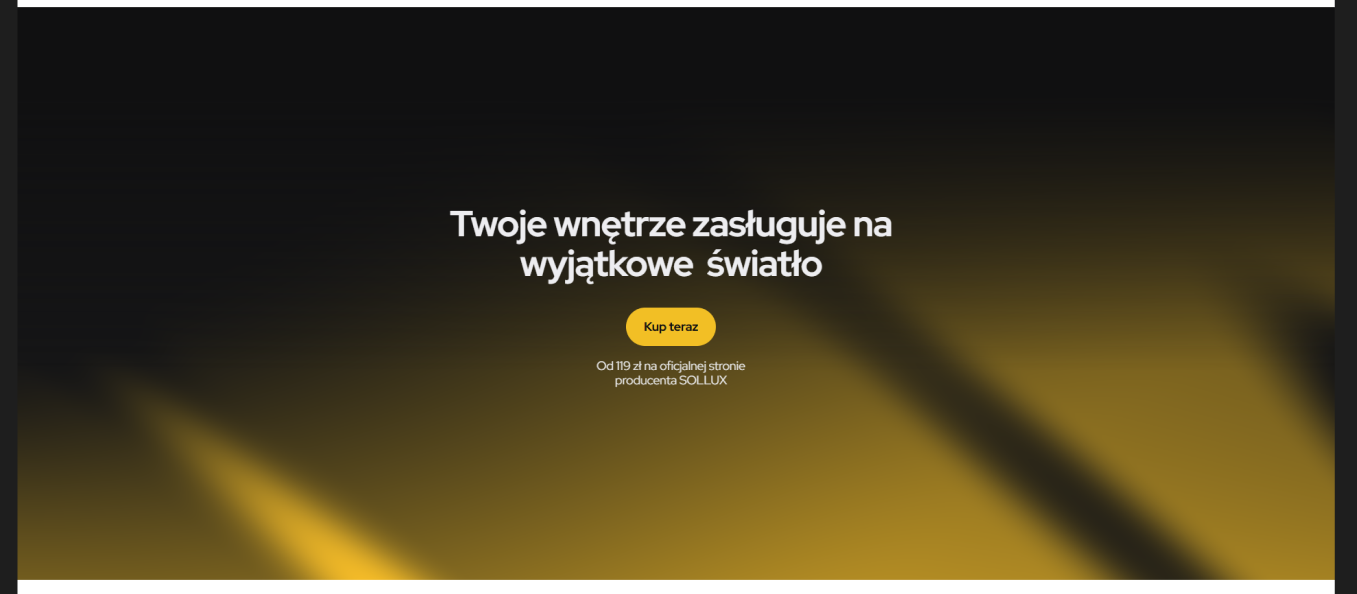 Twoje wnętrze zasługuje na
wyjątkowe  światło
Kup teraz
Od 119 zł na oficjalnej stronie
producenta SOLLUX